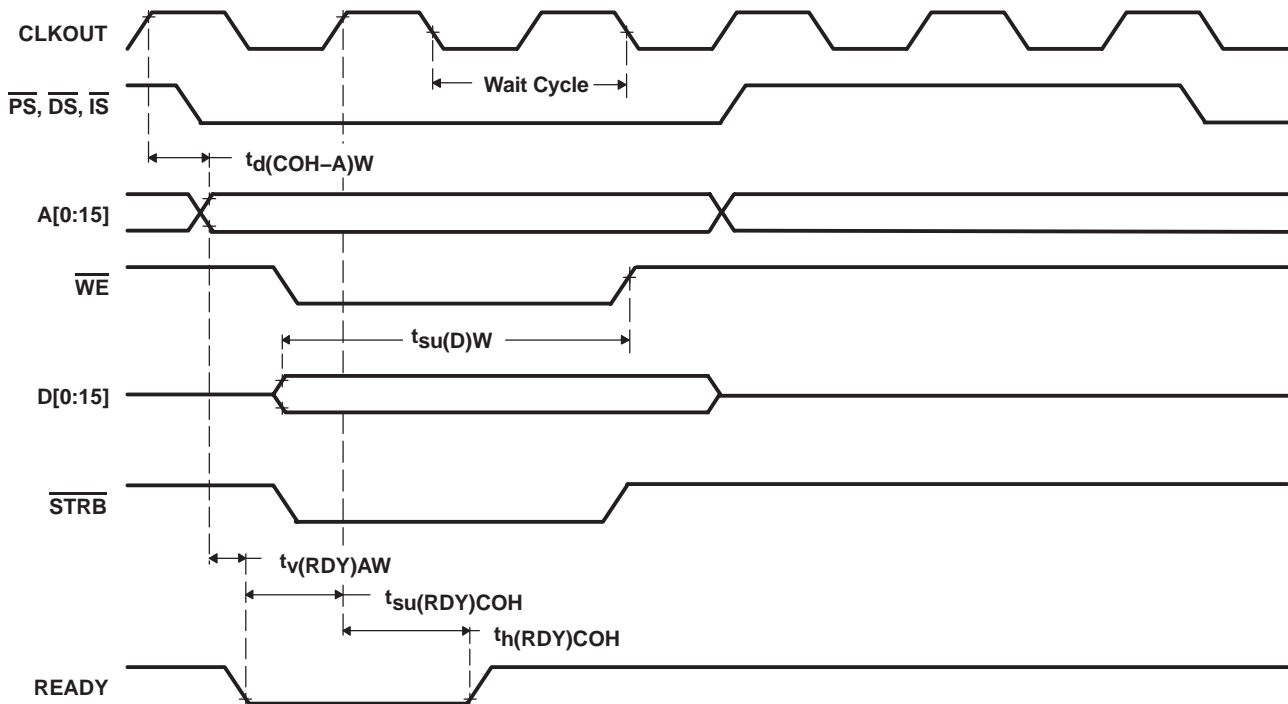 CLKOUT
Wait Cycle
PS, DS, IS
td(COH–A)W
A[0:15]
WE
tsu(D)W
D[0:15]
STRB
tv(RDY)AW
tsu(RDY)COH
th(RDY)COH
READY